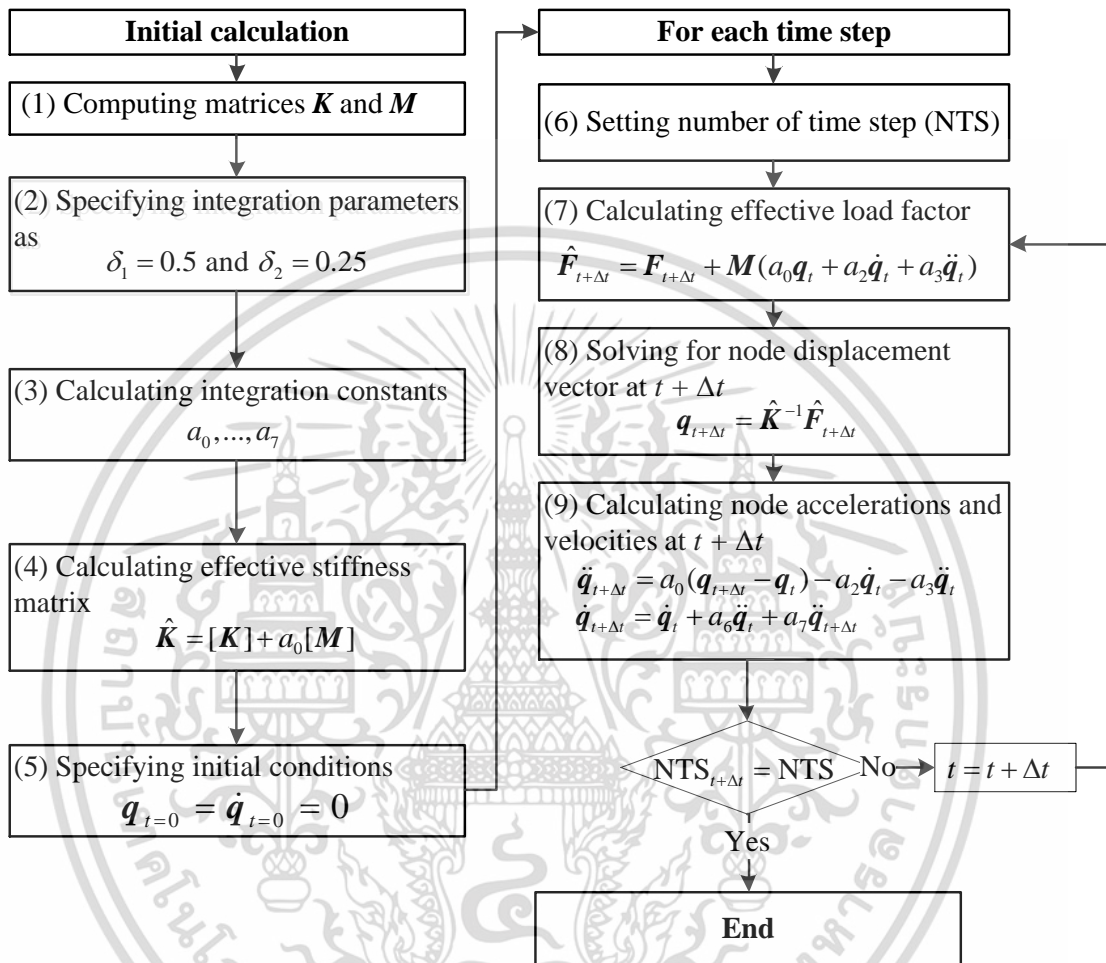 Initial calculation
(1) Computing matrices K and M
(2) Specifying integration parameters
as
δ₁ = 0.5 and δ₂ = 0.25
(3) Calculating integration constants
a₀,...,a₇
(4) Calculating effective stiffness
matrix
K̂ = [K] + a₀[M]
(5) Specifying initial conditions
q_{t=0} = q̇_{t=0} = 0
For each time step
(6) Setting number of time step (NTS)
(7) Calculating effective load factor
F̂_{t+Δt} = F_{t+Δt} + M(a₀q_t + a₂q̇_t + a₃q̈_t)
(8) Solving for node displacement
vector at t + Δt
q_{t+Δt} = K̂⁻¹F̂_{t+Δt}
(9) Calculating node accelerations and
velocities at t + Δt
q̈_{t+Δt} = a₀(q_{t+Δt} − q_t) − a₂q̇_t − a₃q̈_t
q̇_{t+Δt} = q̇_t + a₆q̈_t + a₇q̈_{t+Δt}
NTS_{t+Δt} = NTS
No
t = t + Δt
Yes
End